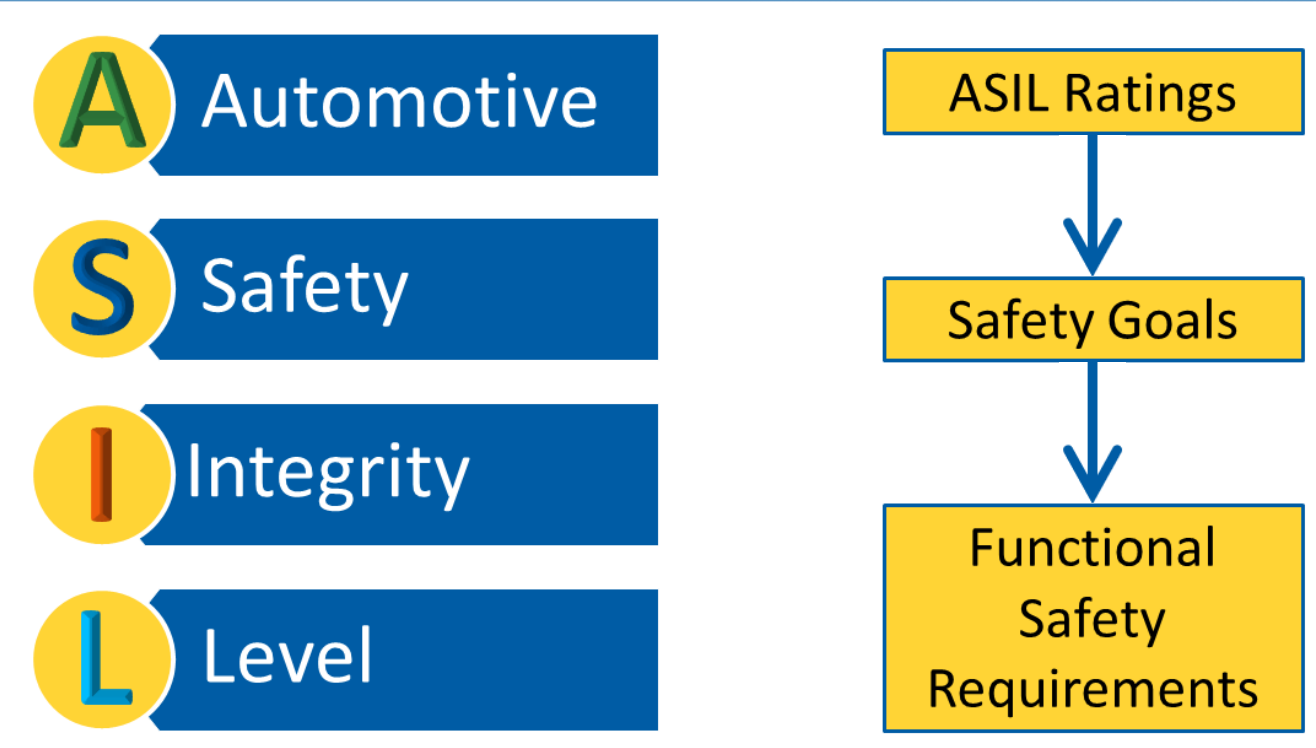 A Automotive
S Safety
I Integrity
L Level
ASIL Ratings
Safety Goals
Functional
Safety
Requirements